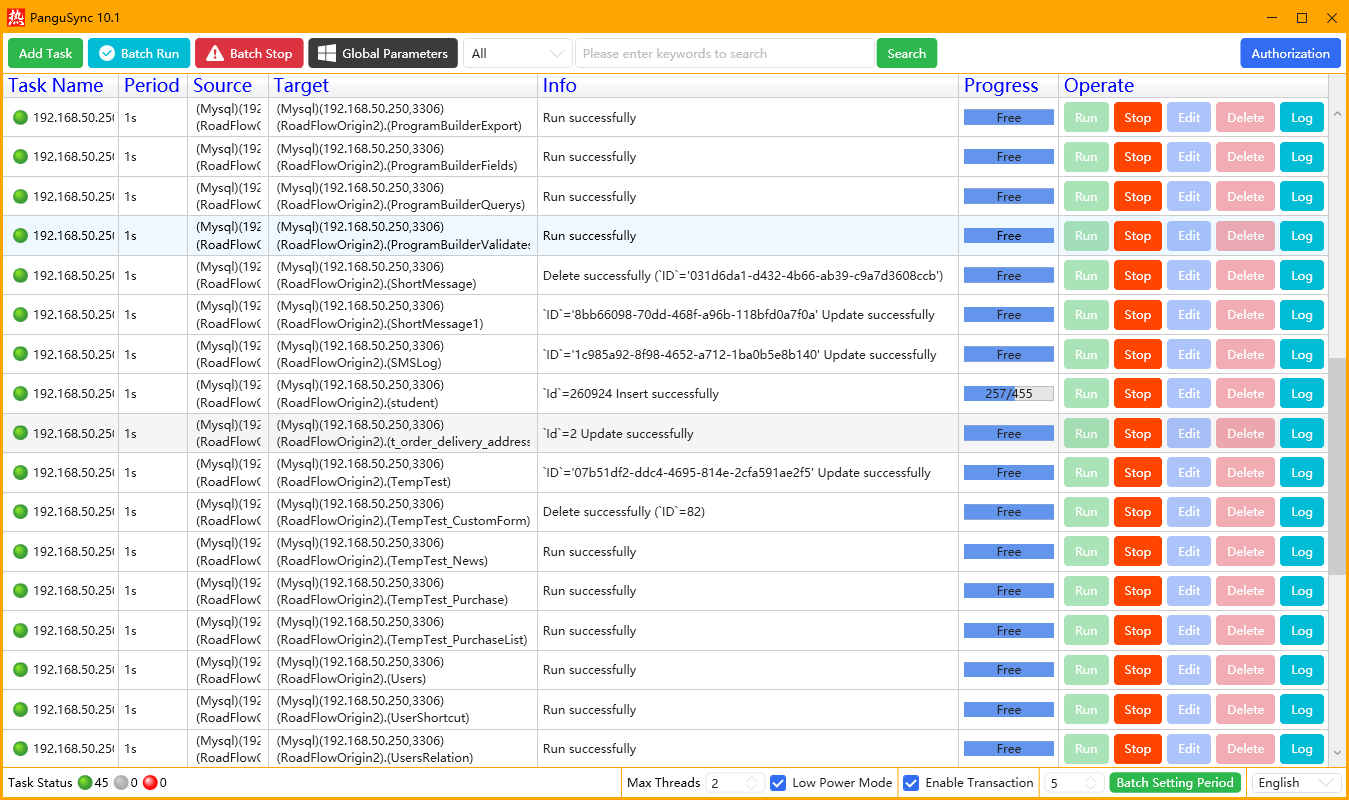 热 PanguSync 10.1
Add Task Batch Run Batch Stop Global Parameters All Please enter keywords to search Search Authorization
Task Name Period Source Target Info Progress Operate
192.168.50.25 1s (Mysql)(192 (Mysql)(192.168.50.250,3306) Run successfully Free Run Stop Edit Delete Log
(RoadFlow (RoadFlowOrigin2).(ProgramBuilderExport)
192.168.50.25 1s (Mysql)(192 (Mysql)(192.168.50.250,3306) Run successfully Free Run Stop Edit Delete Log
(RoadFlow (RoadFlowOrigin2).(ProgramBuilderFields)
192.168.50.25 1s (Mysql)(192 (Mysql)(192.168.50.250,3306) Run successfully Free Run Stop Edit Delete Log
(RoadFlow (RoadFlowOrigin2).(ProgramBuilderQuerys)
192.168.50.25 1s (Mysql)(192 (Mysql)(192.168.50.250,3306) Run successfully Free Run Stop Edit Delete Log
(RoadFlow (RoadFlowOrigin2).(ProgramBuilderValidates
192.168.50.25 1s (Mysql)(192 (Mysql)(192.168.50.250,3306) Delete successfully (`ID`='031d6da1-d432-4b66-ab39-c9a7d3608ccb') Free Run Stop Edit Delete Log
(RoadFlow (RoadFlowOrigin2).(ShortMessage)
192.168.50.25 1s (Mysql)(192 (Mysql)(192.168.50.250,3306) `ID`='8bb66098-70dd-468f-a96b-118bfd0a7f0a' Update successfully Free Run Stop Edit Delete Log
(RoadFlow (RoadFlowOrigin2).(ShortMessage1)
192.168.50.25 1s (Mysql)(192 (Mysql)(192.168.50.250,3306) `ID`='1c985a92-8f98-4652-a712-1ba0b5e8b140' Update successfully Free Run Stop Edit Delete Log
(RoadFlow (RoadFlowOrigin2).(SMSLog)
192.168.50.25 1s (Mysql)(192 (Mysql)(192.168.50.250,3306) `Id`=260924 Insert successfully 257/455 Run Stop Edit Delete Log
(RoadFlow (RoadFlowOrigin2).(student)
192.168.50.25 1s (Mysql)(192 (Mysql)(192.168.50.250,3306) `Id`=2 Update successfully Free Run Stop Edit Delete Log
(RoadFlow (RoadFlowOrigin2).(t_order_delivery_address
192.168.50.25 1s (Mysql)(192 (Mysql)(192.168.50.250,3306) `ID`='07b51df2-ddc4-4695-814e-2cfa591ae2f5' Update successfully Free Run Stop Edit Delete Log
(RoadFlow (RoadFlowOrigin2).(TempTest)
192.168.50.25 1s (Mysql)(192 (Mysql)(192.168.50.250,3306) Delete successfully (`ID`=82) Free Run Stop Edit Delete Log
(RoadFlow (RoadFlowOrigin2).(TempTest_CustomForm)
192.168.50.25 1s (Mysql)(192 (Mysql)(192.168.50.250,3306) Run successfully Free Run Stop Edit Delete Log
(RoadFlow (RoadFlowOrigin2).(TempTest_News)
192.168.50.25 1s (Mysql)(192 (Mysql)(192.168.50.250,3306) Run successfully Free Run Stop Edit Delete Log
(RoadFlow (RoadFlowOrigin2).(TempTest_Purchase)
192.168.50.25 1s (Mysql)(192 (Mysql)(192.168.50.250,3306) Run successfully Free Run Stop Edit Delete Log
(RoadFlow (RoadFlowOrigin2).(TempTest_PurchaseList)
192.168.50.25 1s (Mysql)(192 (Mysql)(192.168.50.250,3306) Run successfully Free Run Stop Edit Delete Log
(RoadFlow (RoadFlowOrigin2).(Users)
192.168.50.25 1s (Mysql)(192 (Mysql)(192.168.50.250,3306) Run successfully Free Run Stop Edit Delete Log
(RoadFlow (RoadFlowOrigin2).(UserShortcut)
192.168.50.25 1s (Mysql)(192 (Mysql)(192.168.50.250,3306) Run successfully Free Run Stop Edit Delete Log
(RoadFlow (RoadFlowOrigin2).(UsersRelation)
Task Status 45 0 0 Max Threads 2 Low Power Mode Enable Transaction 5 Batch Setting Period English